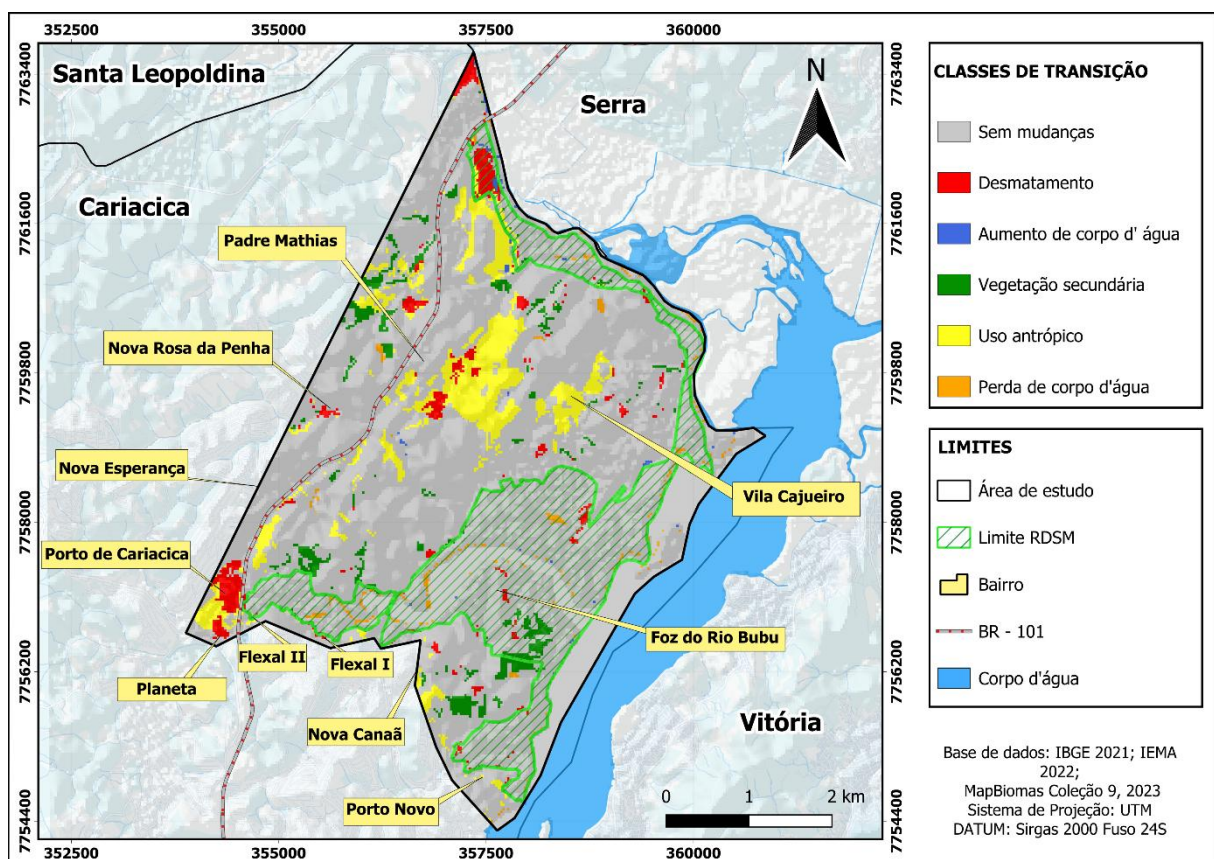 352500 355000 357500 360000
7763400
7761600
7759800
7758000
7756200
7754400
7763400
7761600
7759800
7758000
7756200
7754400
Santa Leopoldina
Serra
N
Cariacica
Padre Mathias
Nova Rosa da Penha
Nova Esperança
Vila Cajueiro
Porto de Cariacica
Foz do Rio Bubu
Flexal II
Flexal I
Planeta
Nova Canaã
Vitória
Porto Novo
0 1 2 km
352500 355000 357500 360000
CLASSES DE TRANSIÇÃO
Sem mudanças
Desmatamento
Aumento de corpo d' água
Vegetação secundária
Uso antrópico
Perda de corpo d'água
LIMITES
Área de estudo
Limite RDSM
Bairro
BR - 101
Corpo d'água
Base de dados: IBGE 2021; IEMA
2022;
MapBiomas Coleção 9, 2023
Sistema de Projeção: UTM
DATUM: Sirgas 2000 Fuso 24S